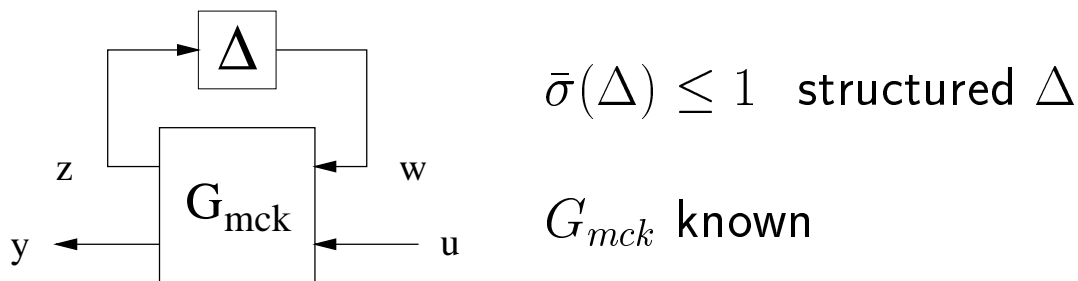 Δ
σ̄(Δ) ≤ 1 structured Δ
z
w
G_mck
G_mck known
y
u